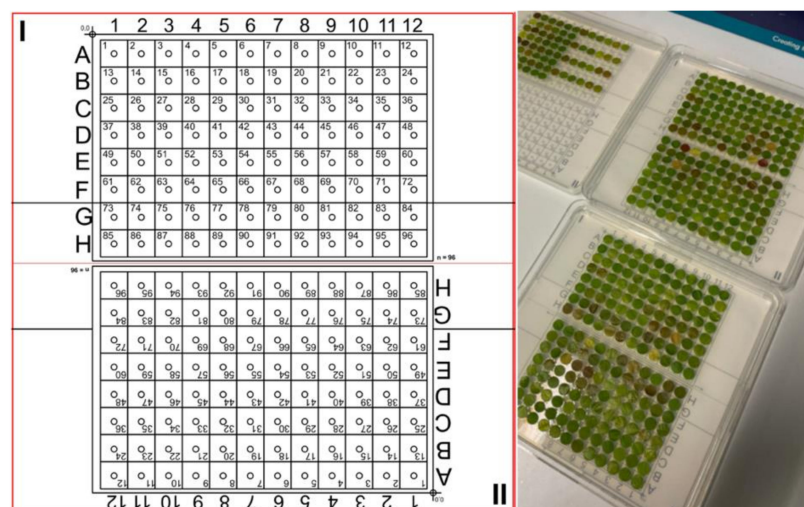 I
1 2 3 4 5 6 7 8 9 10 11 12
0.0
A 1 2 3 4 5 6 7 8 9 10 11 12
B 13 14 15 16 17 18 19 20 21 22 23 24
C 25 26 27 28 29 30 31 32 33 34 35 36
D 37 38 39 40 41 42 43 44 45 46 47 48
E 49 50 51 52 53 54 55 56 57 58 59 60
F 61 62 63 64 65 66 67 68 69 70 71 72
G 73 74 75 76 77 78 79 80 81 82 83 84
H 85 86 87 88 89 90 91 92 93 94 95 96
n = 96
n = 96
96 95 94 93 92 91 90 89 88 87 86 85 H
84 83 82 81 80 79 78 77 76 75 74 73 G
72 71 70 69 68 67 66 65 64 63 62 61 F
60 59 58 57 56 55 54 53 52 51 50 49 E
48 47 46 45 44 43 42 41 40 39 38 37 D
36 35 34 33 32 31 30 29 28 27 26 25 C
24 23 22 21 20 19 18 17 16 15 14 13 B
12 11 10 9 8 7 6 5 4 3 2 1 A
0.0
12 11 10 9 8 7 6 5 4 3 2 1
II
Creating
II